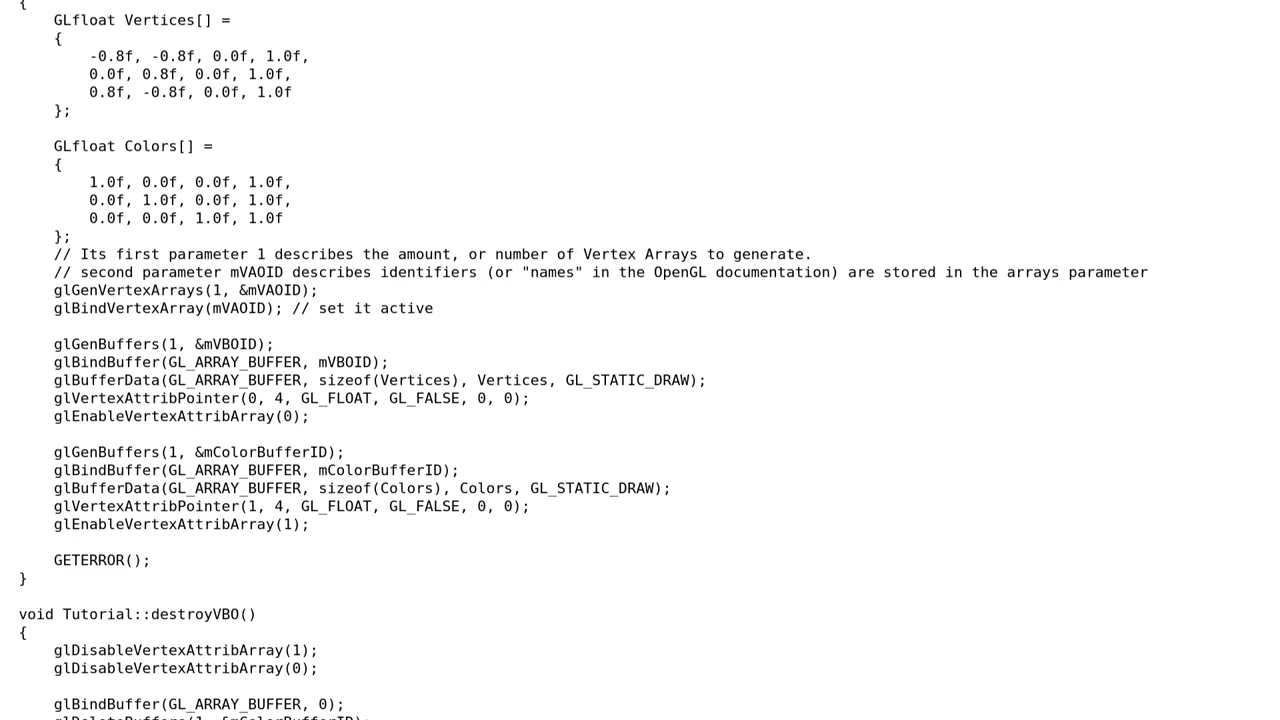 {
    GLfloat Vertices[] =
    {
        -0.8f, -0.8f, 0.0f, 1.0f,
        0.0f, 0.8f, 0.0f, 1.0f,
        0.8f, -0.8f, 0.0f, 1.0f
    };

    GLfloat Colors[] =
    {
        1.0f, 0.0f, 0.0f, 1.0f,
        0.0f, 1.0f, 0.0f, 1.0f,
        0.0f, 0.0f, 1.0f, 1.0f
    };
    // Its first parameter 1 describes the amount, or number of Vertex Arrays to generate.
    // second parameter mVAOID describes identifiers (or "names" in the OpenGL documentation) are stored in the arrays parameter
    glGenVertexArrays(1, &mVAOID);
    glBindVertexArray(mVAOID); // set it active

    glGenBuffers(1, &mVBOID);
    glBindBuffer(GL_ARRAY_BUFFER, mVBOID);
    glBufferData(GL_ARRAY_BUFFER, sizeof(Vertices), Vertices, GL_STATIC_DRAW);
    glVertexAttribPointer(0, 4, GL_FLOAT, GL_FALSE, 0, 0);
    glEnableVertexAttribArray(0);

    glGenBuffers(1, &mColorBufferID);
    glBindBuffer(GL_ARRAY_BUFFER, mColorBufferID);
    glBufferData(GL_ARRAY_BUFFER, sizeof(Colors), Colors, GL_STATIC_DRAW);
    glVertexAttribPointer(1, 4, GL_FLOAT, GL_FALSE, 0, 0);
    glEnableVertexAttribArray(1);

    GETERROR();
}

void Tutorial::destroyVBO()
{
    glDisableVertexAttribArray(1);
    glDisableVertexAttribArray(0);

    glBindBuffer(GL_ARRAY_BUFFER, 0);
    glDeleteBuffers(1, &mColorBufferID);